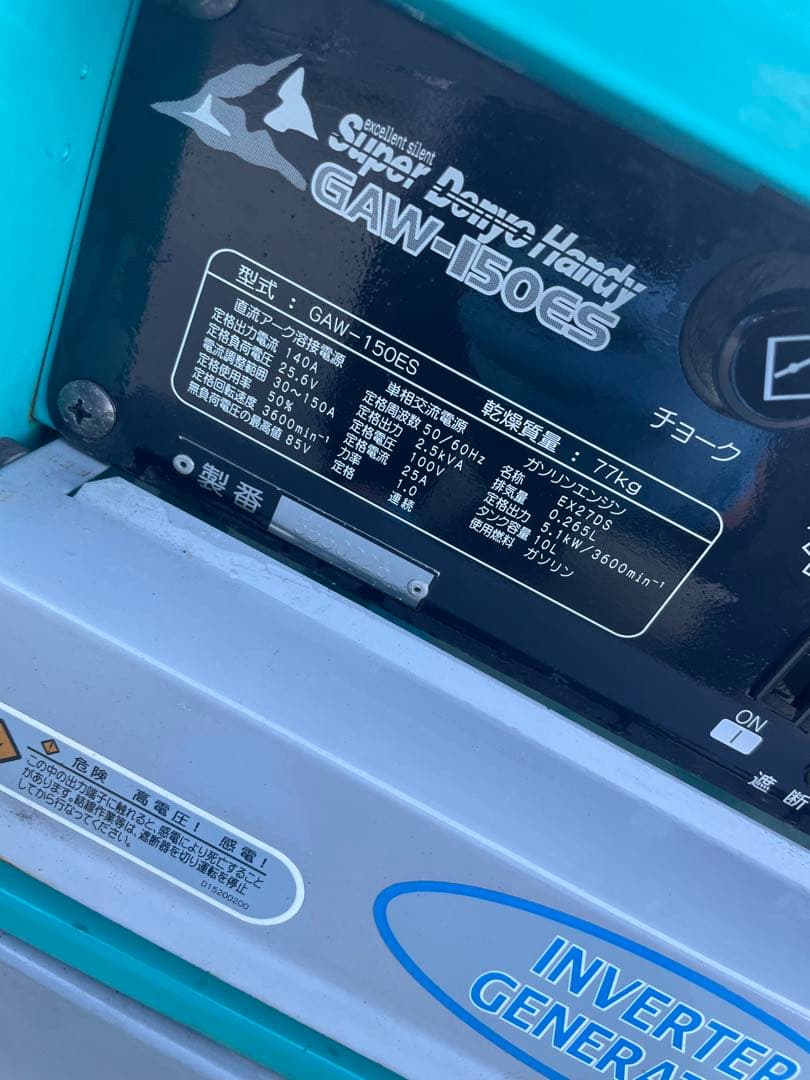 excellent silent
Super Denyo Handy
GAW-150ES
型式 : GAW-150ES
乾燥質量 : 77kg
直流アーク溶接電源
定格出力電流 140A
定格負荷電圧 25.6V
電流調整範囲 30~150A
定格使用率 50%
定格回転速度 3600min⁻¹
無負荷電圧の最高値 85V
単相交流電源
定格周波数 50/60Hz
定格出力 2.5kVA
定格電圧 100V
定格電流 25A
力率 1.0
定格 連続
ガソリンエンジン
名称 EX27DS
排気量 0.265L
定格出力 5.1kW/3600min⁻¹
タンク容量 10L
使用燃料 ガソリン
製番
チョーク
ON
遮断
危険 高電圧! 感電!
この中の出力端子に触れると、感電により死亡すること
があります。結線作業等は、遮断器を切り運転を停止
してから行なってください。
D15200200
INVERTER
GENERAT